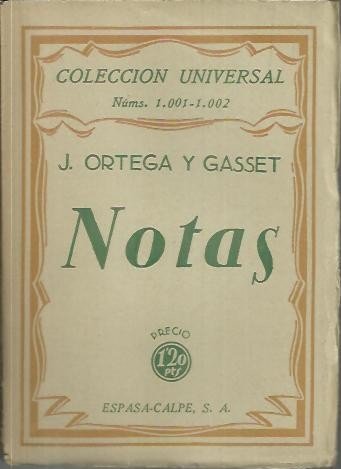 COLECCION UNIVERSAL
Núms. 1.001-1.002
J. ORTEGA Y GASSET
Notas
PRECIO
1'20
pts
ESPASA-CALPE, S. A.